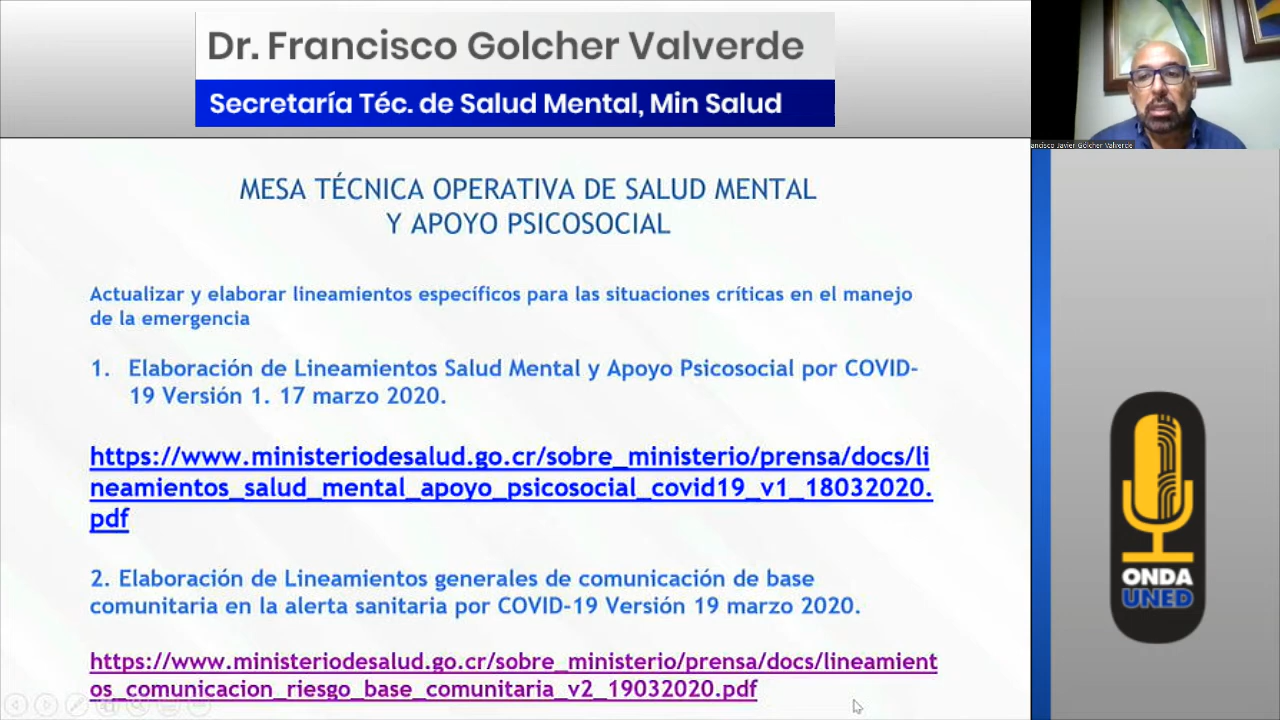 Dr. Francisco Golcher Valverde
Secretaría Téc. de Salud Mental, Min Salud
ancisco Javier Golcher Valverde
MESA TÉCNICA OPERATIVA DE SALUD MENTAL
Y APOYO PSICOSOCIAL
Actualizar y elaborar lineamientos específicos para las situaciones críticas en el manejo
de la emergencia
1. Elaboración de Lineamientos Salud Mental y Apoyo Psicosocial por COVID-
19 Versión 1. 17 marzo 2020.
https://www.ministeriodesalud.go.cr/sobre_ministerio/prensa/docs/li
neamientos_salud_mental_apoyo_psicosocial_covid19_v1_18032020.
pdf
2. Elaboración de Lineamientos generales de comunicación de base
comunitaria en la alerta sanitaria por COVID-19 Versión 19 marzo 2020.
https://www.ministeriodesalud.go.cr/sobre_ministerio/prensa/docs/lineamient
os_comunicacion_riesgo_base_comunitaria_v2_19032020.pdf
ONDA
UNED